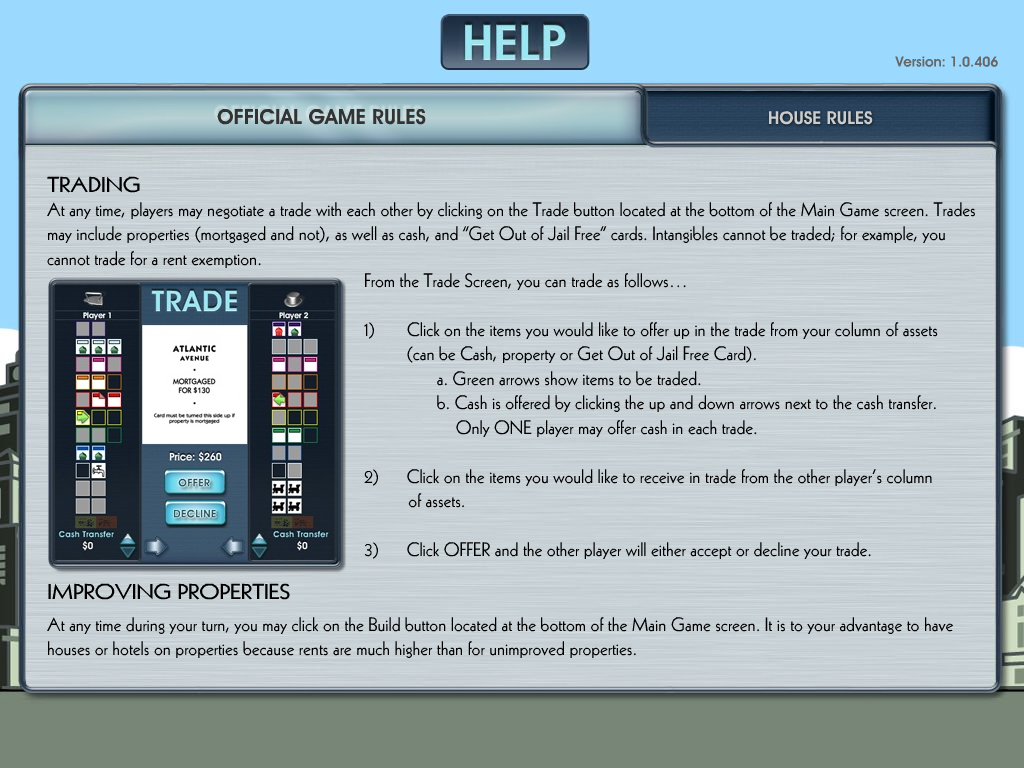 HELP
Version: 1.0.406
OFFICIAL GAME RULES
HOUSE RULES
TRADING
At any time, players may negotiate a trade with each other by clicking on the Trade button located at the bottom of the Main Game screen. Trades
may include properties (mortgaged and not), as well as cash, and “Get Out of Jail Free” cards. Intangibles cannot be traded; for example, you
cannot trade for a rent exemption.
From the Trade Screen, you can trade as follows...
1) Click on the items you would like to offer up in the trade from your column of assets
(can be Cash, property or Get Out of Jail Free Card).
a. Green arrows show items to be traded.
b. Cash is offered by clicking the up and down arrows next to the cash transfer.
Only ONE player may offer cash in each trade.
2) Click on the items you would like to receive in trade from the other player’s column
of assets.
3) Click OFFER and the other player will either accept or decline your trade.
TRADE
Player 1
Player 2
ATLANTIC
AVENUE
MORTGAGED
FOR $130
Card must be turned this side up if
property is mortgaged
Price: $260
OFFER
DECLINE
Cash Transfer
$0
Cash Transfer
$0
IMPROVING PROPERTIES
At any time during your turn, you may click on the Build button located at the bottom of the Main Game screen. It is to your advantage to have
houses or hotels on properties because rents are much higher than for unimproved properties.